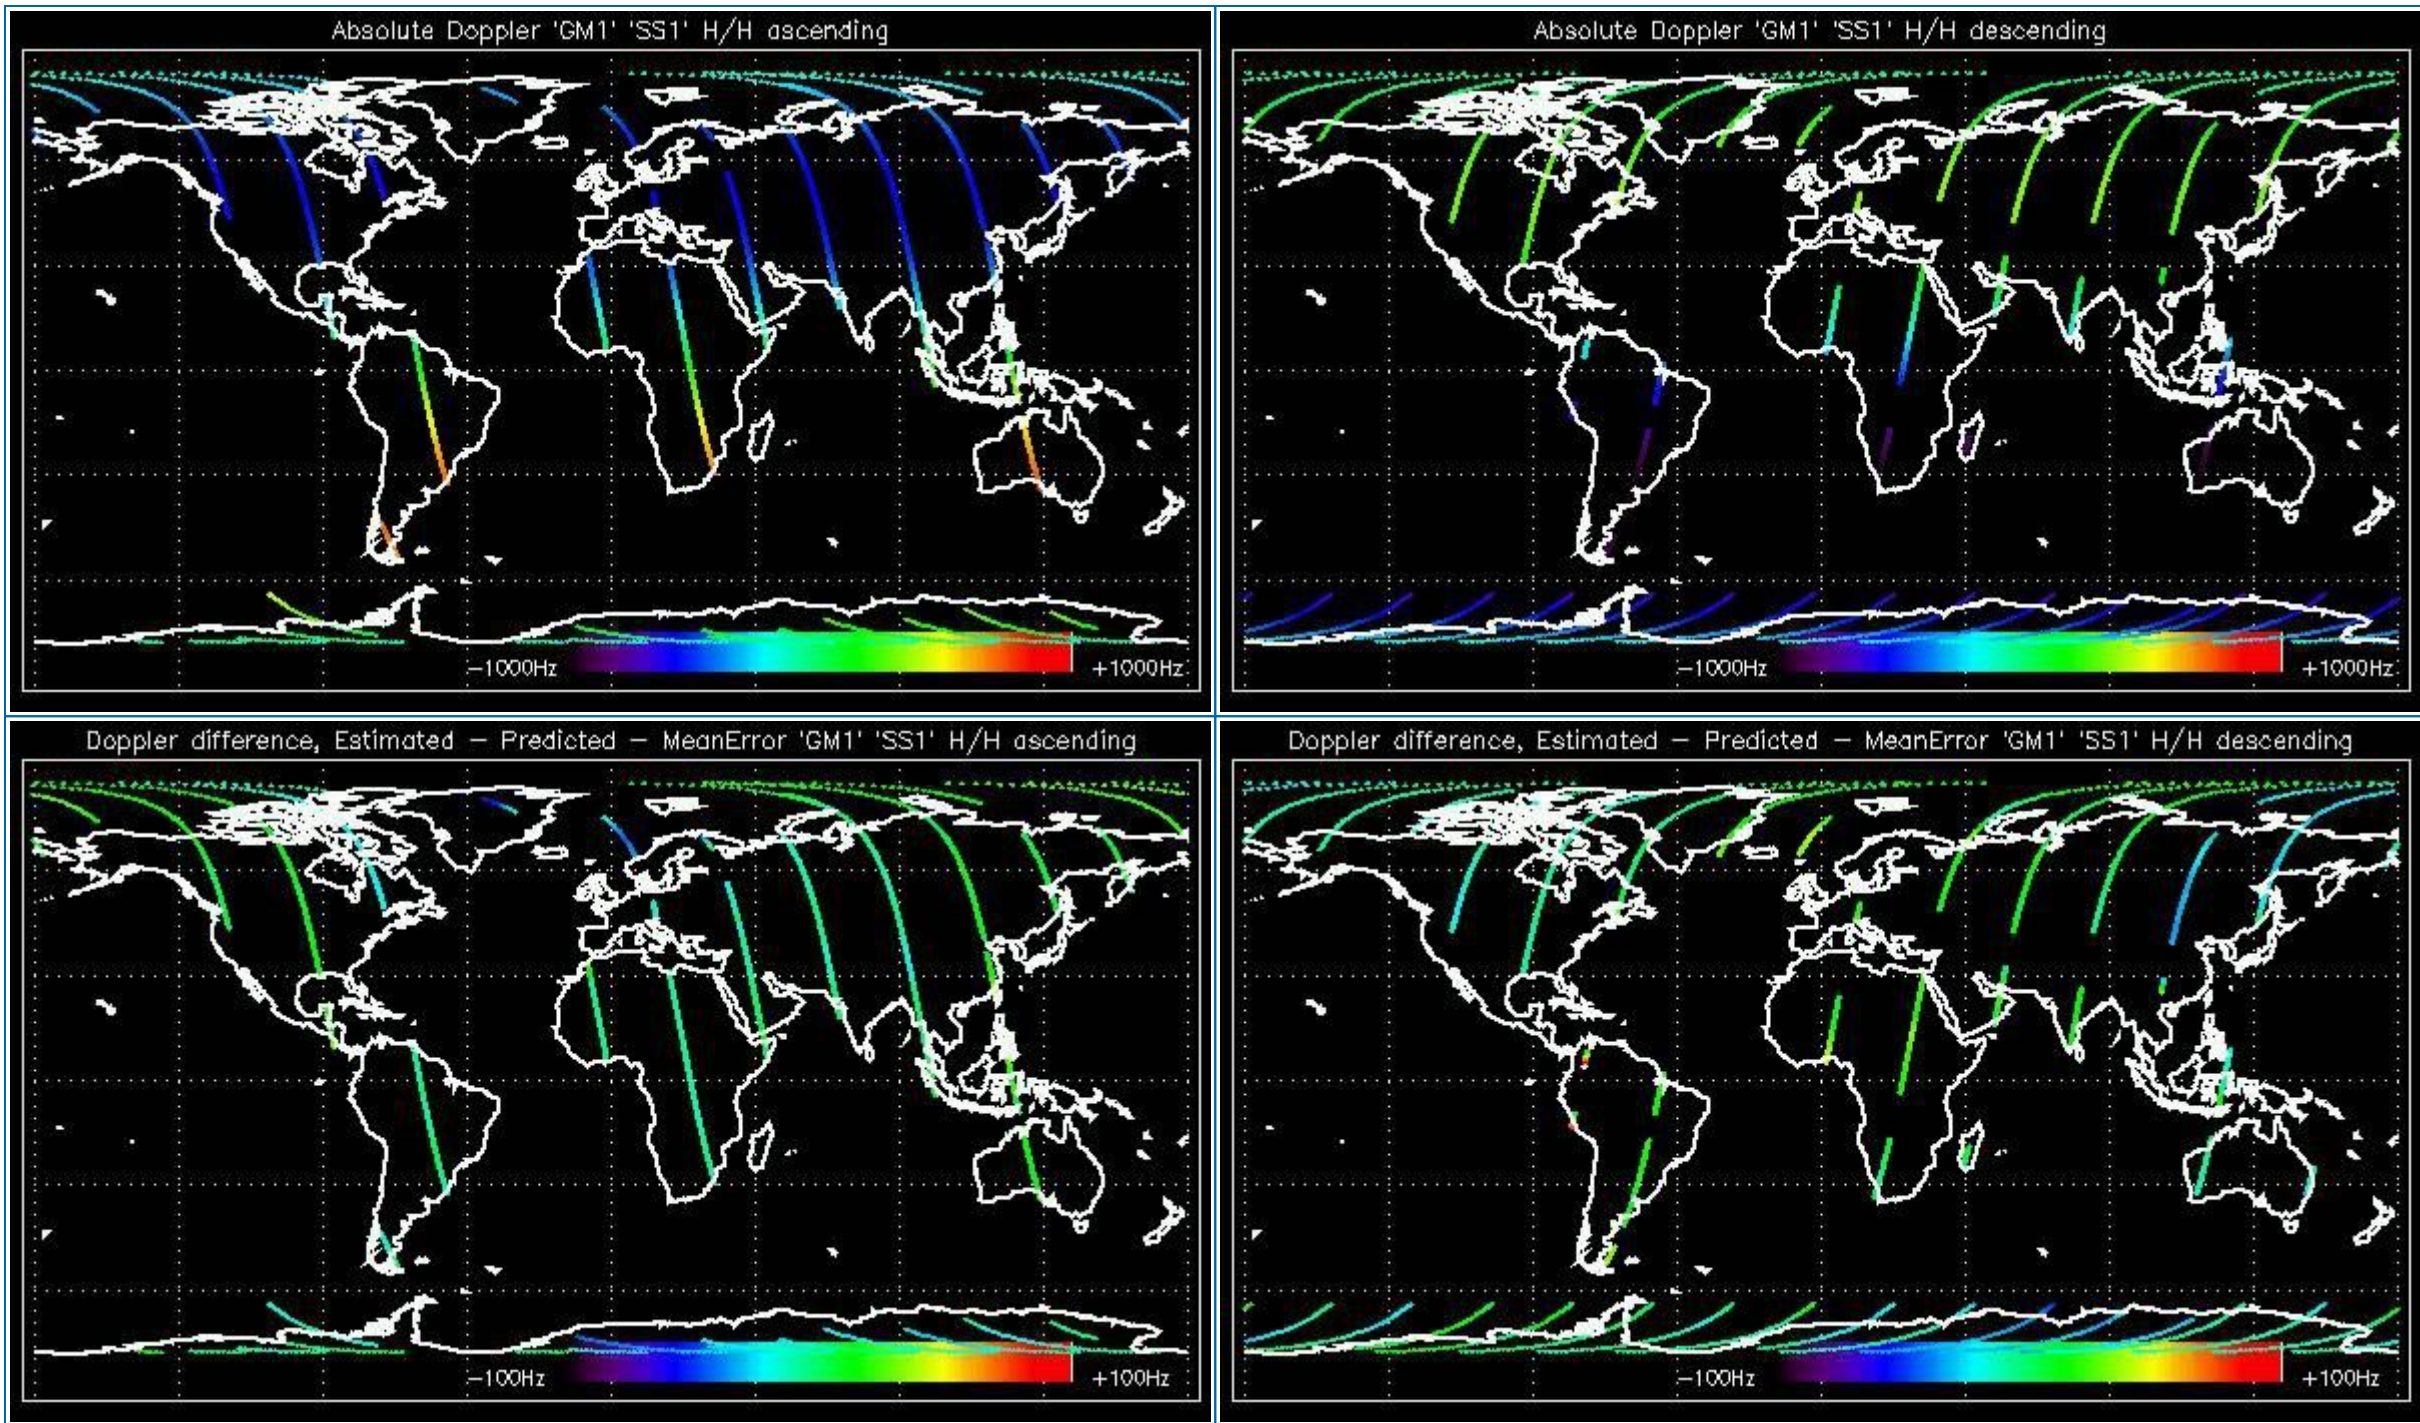 Absolute Doppler 'GM1' 'SS1' H/H ascending
−1000Hz
+1000Hz
Absolute Doppler 'GM1' 'SS1' H/H descending
−1000Hz
+1000Hz
Doppler difference, Estimated − Predicted − MeanError 'GM1' 'SS1' H/H ascending
−100Hz
+100Hz
Doppler difference, Estimated − Predicted − MeanError 'GM1' 'SS1' H/H descending
−100Hz
+100Hz